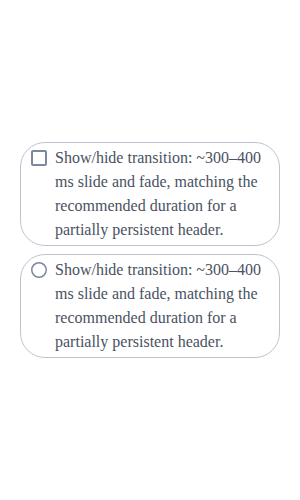 Show/hide transition: ~300–400
ms slide and fade, matching the
recommended duration for a
partially persistent header.
Show/hide transition: ~300–400
ms slide and fade, matching the
recommended duration for a
partially persistent header.